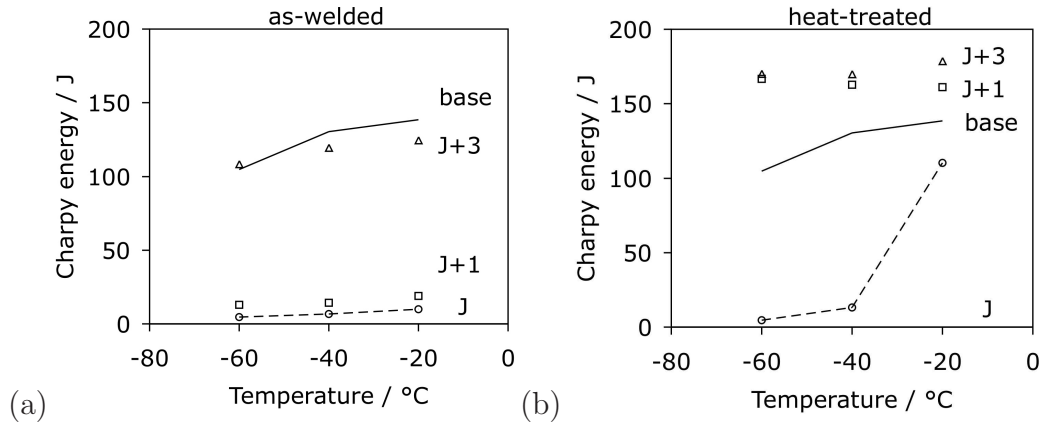 as-welded
200
150
100
50
0
Charpy energy / J
base
J+3
J+1
J
-80
-60
-40
-20
0
Temperature / °C
(a)
heat-treated
200
150
100
50
0
Charpy energy / J
J+3
J+1
base
J
-80
-60
-40
-20
0
Temperature / °C
(b)